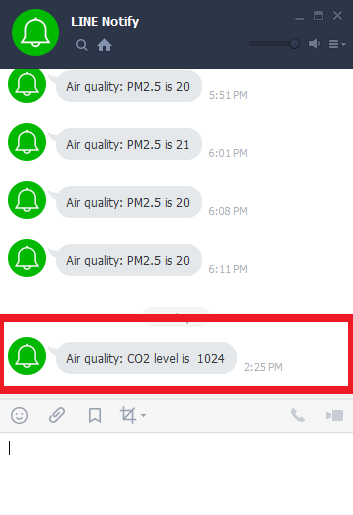 LINE Notify
Air quality: PM2.5 is 20
5:51 PM
Air quality: PM2.5 is 21
6:01 PM
Air quality: PM2.5 is 20
6:08 PM
Air quality: PM2.5 is 20
6:11 PM
Air quality: CO2 level is  1024
2:25 PM